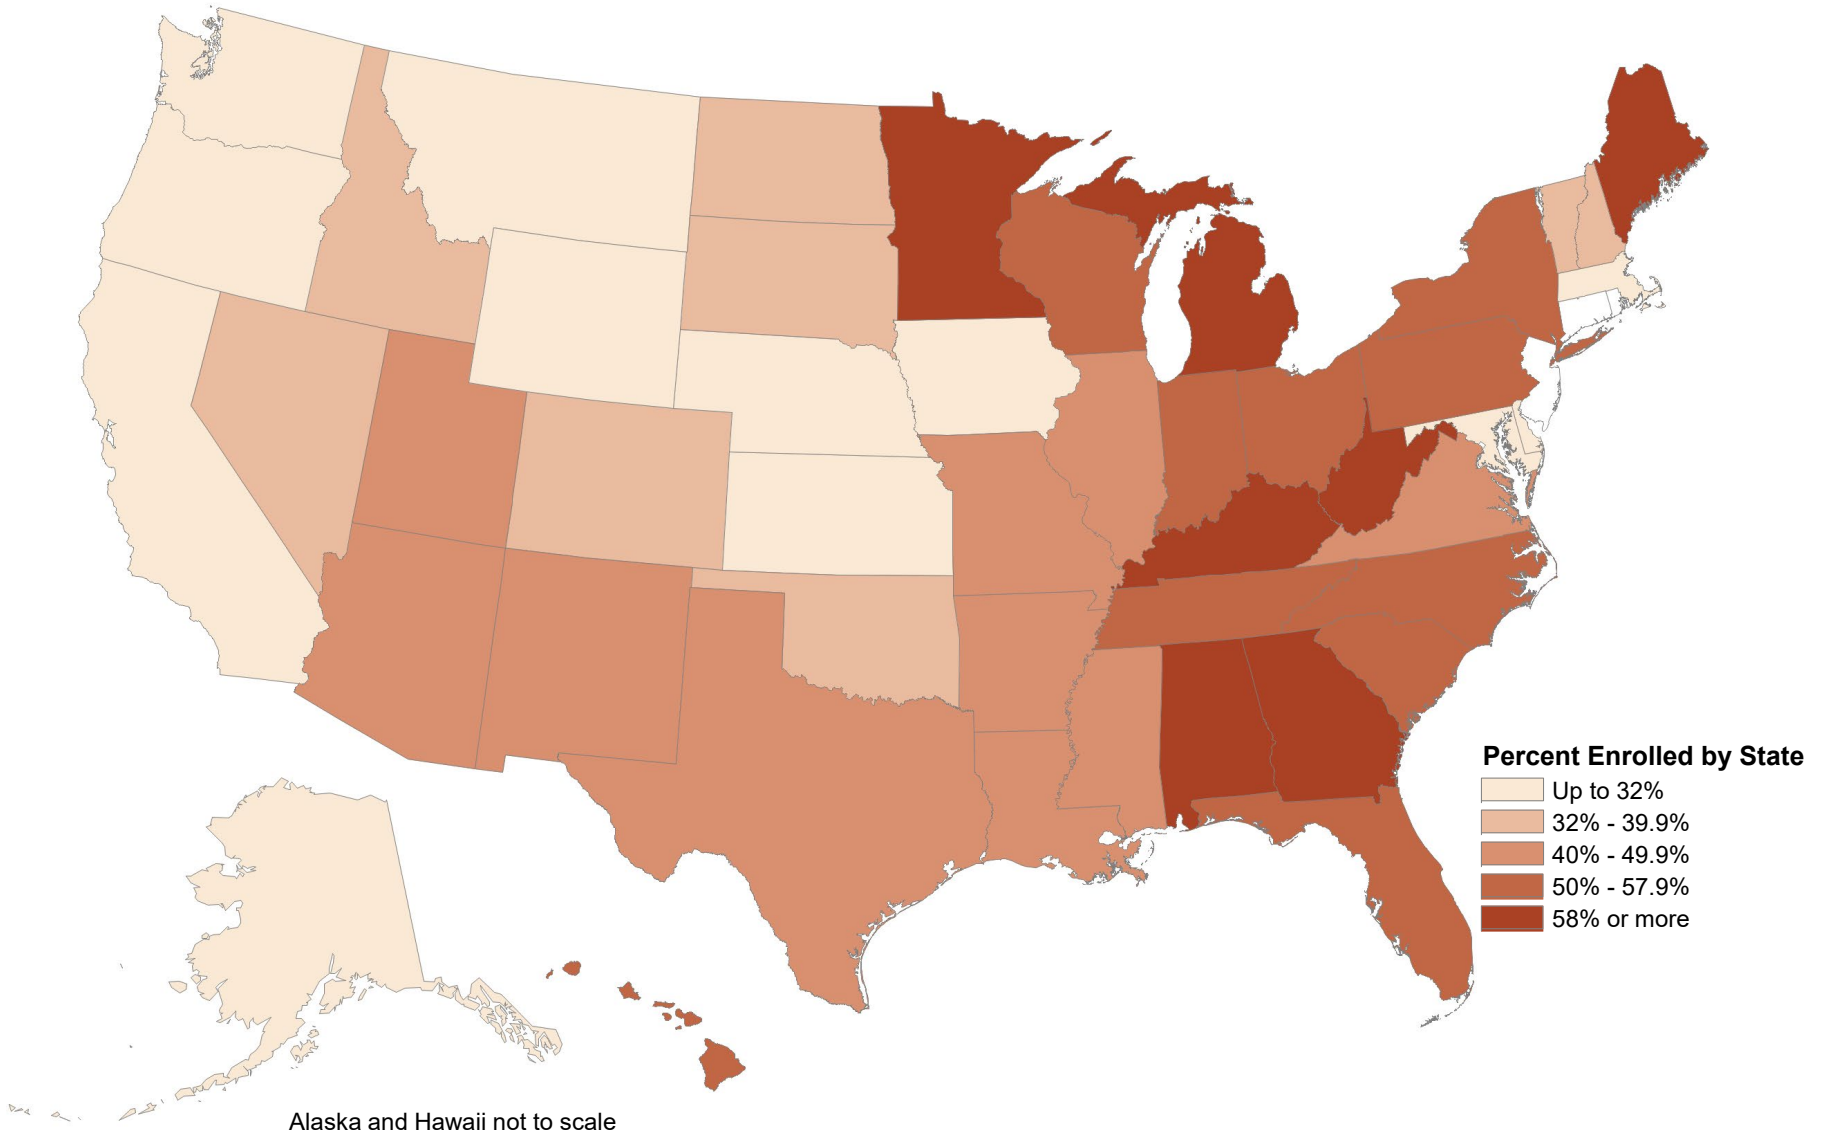 Percent Enrolled by State
Up to 32%
32% - 39.9%
40% - 49.9%
50% - 57.9%
58% or more
Alaska and Hawaii not to scale